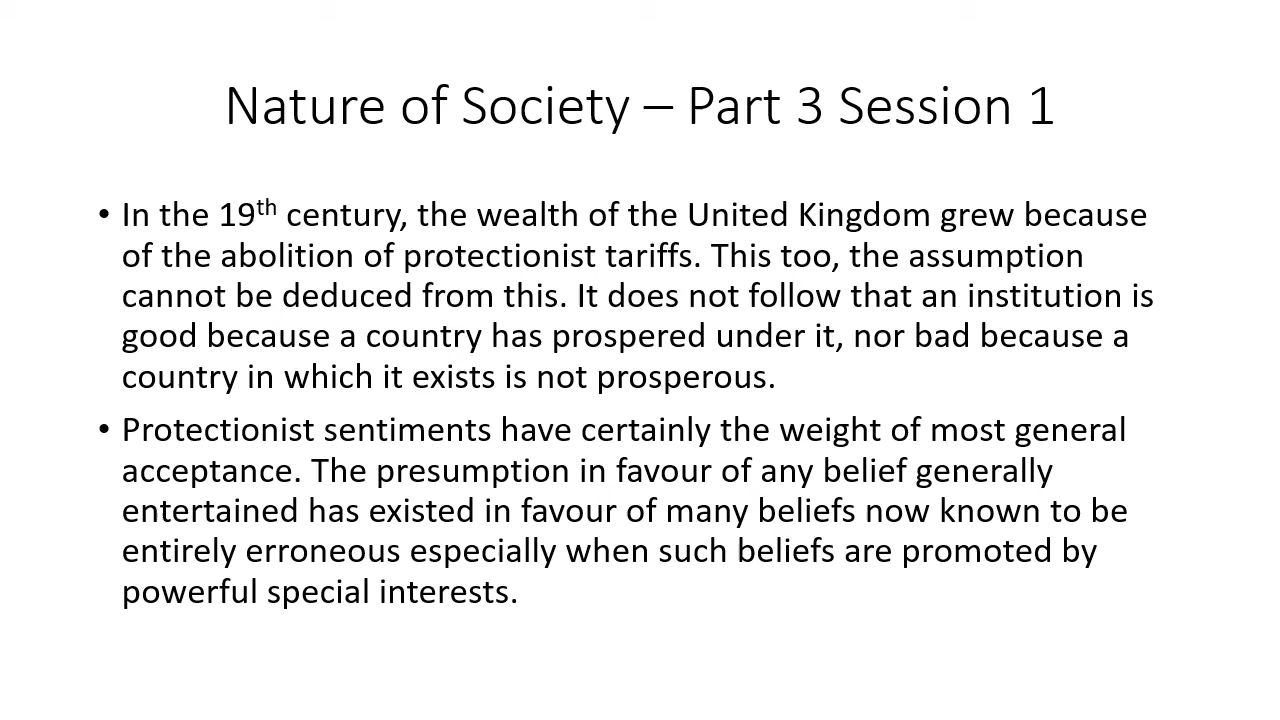 Nature of Society – Part 3 Session 1
• In the 19th century, the wealth of the United Kingdom grew because
of the abolition of protectionist tariffs. This too, the assumption
cannot be deduced from this. It does not follow that an institution is
good because a country has prospered under it, nor bad because a
country in which it exists is not prosperous.
• Protectionist sentiments have certainly the weight of most general
acceptance. The presumption in favour of any belief generally
entertained has existed in favour of many beliefs now known to be
entirely erroneous especially when such beliefs are promoted by
powerful special interests.